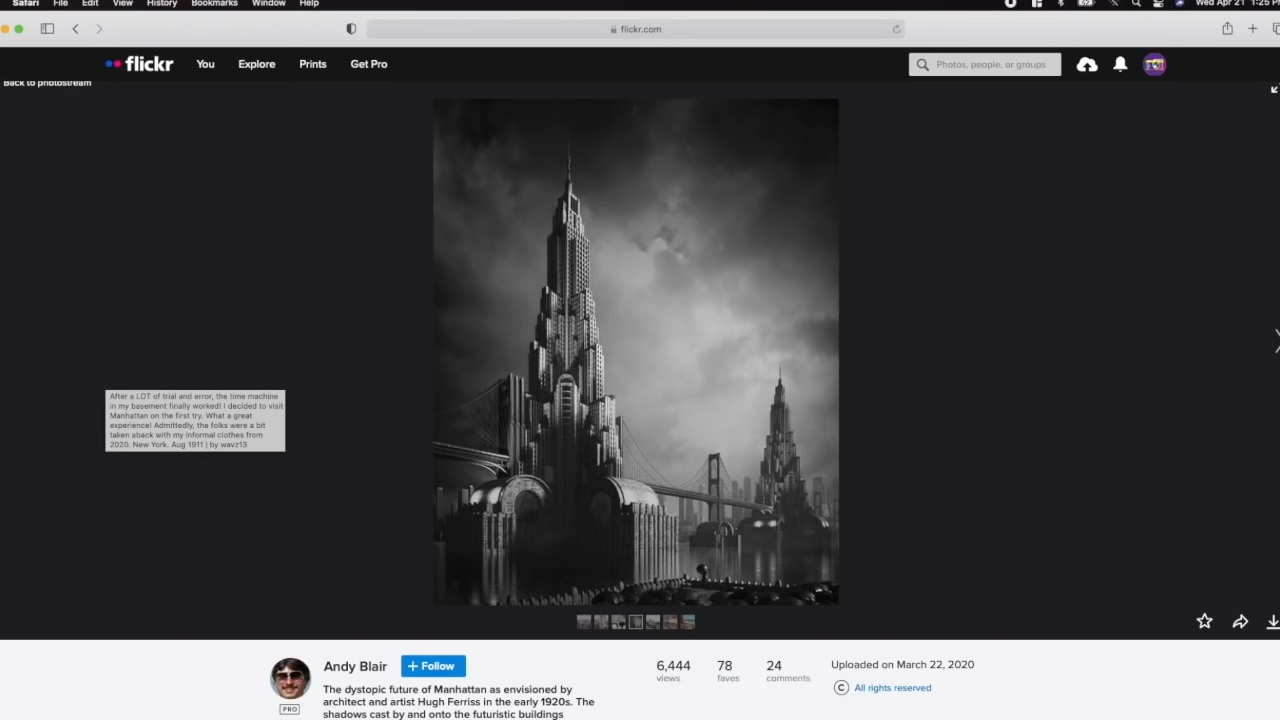 Safari File Edit View History Bookmarks Window Help Wed Apr 21 1:25 P
flickr.com
flickr You Explore Prints Get Pro Photos, people, or groups
Back to photostream
After a LOT of trial and error, the time machine
in my basement finally worked! I decided to visit
Manhattan on the first try. What a great
experience! Admittedly, the folks were a bit
taken aback with my informal clothes from
2020. New York. Aug 1911 | by wavz13
Andy Blair + Follow
PRO
The dystopic future of Manhattan as envisioned by
architect and artist Hugh Ferriss in the early 1920s. The
shadows cast by and onto the futuristic buildings
6,444 78 24
views faves comments
Uploaded on March 22, 2020
© All rights reserved